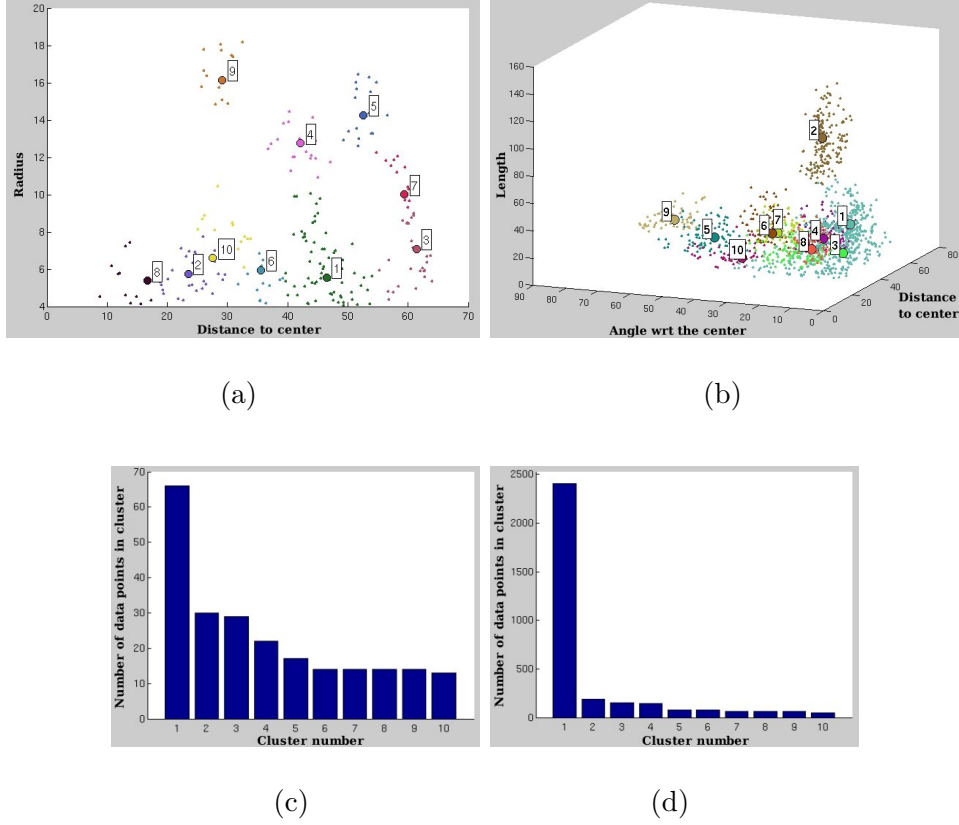 20
18
16
14
12
10
8
6
4
Radius
0 10 20 30 40 50 60 70
Distance to center
9
5
4
7
3
10
2
8
6
1
160
140
120
100
80
60
40
20
0
Length
90 80 70 60 50 40 30 20 10 0
Angle wrt the center
0 20 40 60 80
Distance
to center
2
9
5
10
6
7
8
4
3
1
(a)
(b)
70
60
50
40
30
20
10
0
Number of data points in cluster
1 2 3 4 5 6 7 8 9 10
Cluster number
2500
2000
1500
1000
500
0
Number of data points in cluster
1 2 3 4 5 6 7 8 9 10
Cluster number
(c)
(d)